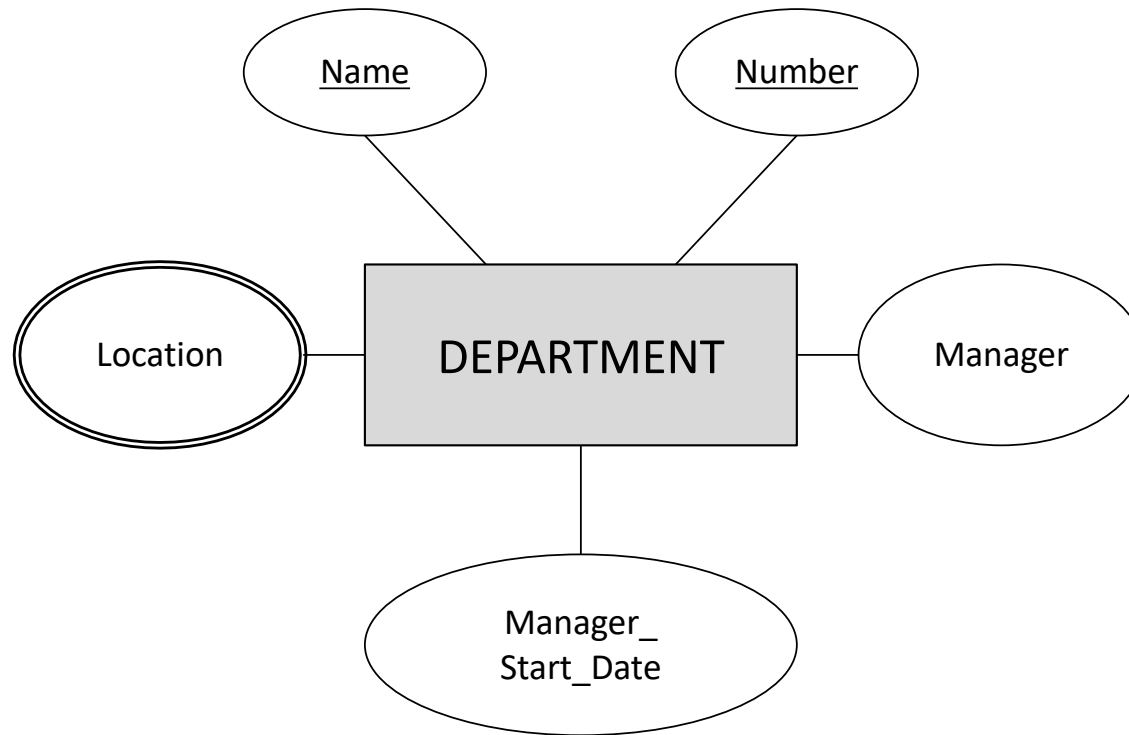 Name
Number
Location
DEPARTMENT
Manager
Manager_
Start_Date